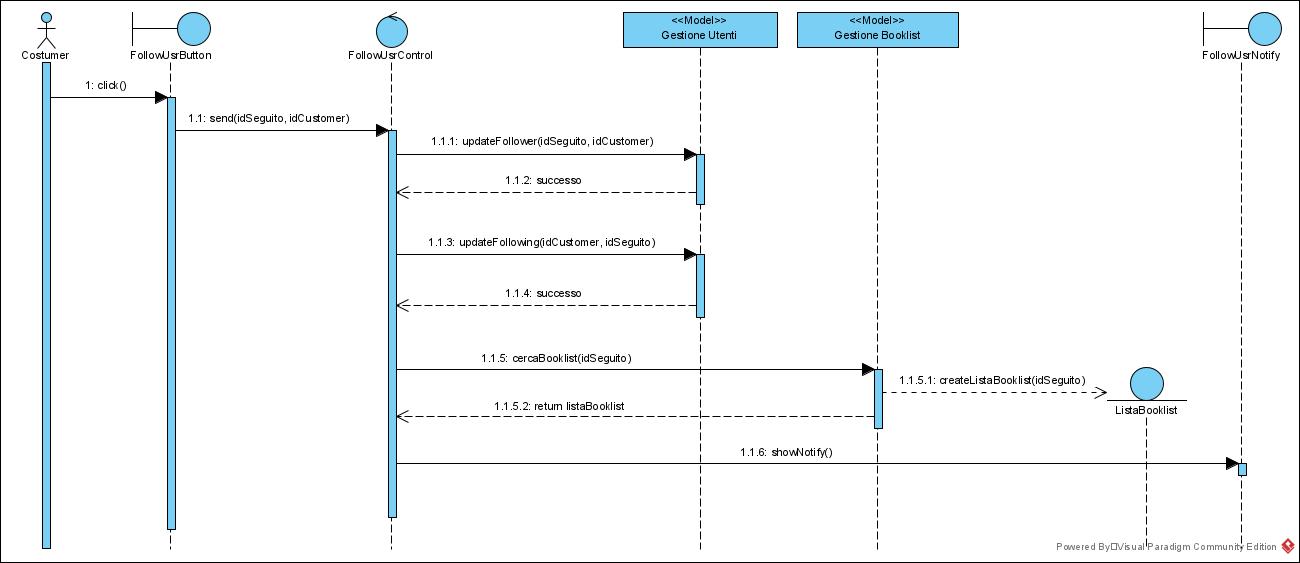 <<Model>>
<<Model>>
Gestione Utenti
Gestione Booklist
Costumer
FollowUsrButton
FollowUsrControl
FollowUsrNotify
1: click()
1.1: send(idSeguito, idCustomer)
1.1.1: updateFollower(idSeguito, idCustomer)
1.1.2: successo
1.1.3: updateFollowing(idCustomer, idSeguito)
1.1.4: successo
1.1.5: cercaBooklist(idSeguito)
1.1.5.1: createListaBooklist(idSeguito)
1.1.5.2: return listaBooklist
ListaBooklist
1.1.6: showNotify()
Powered By Visual Paradigm Community Edition